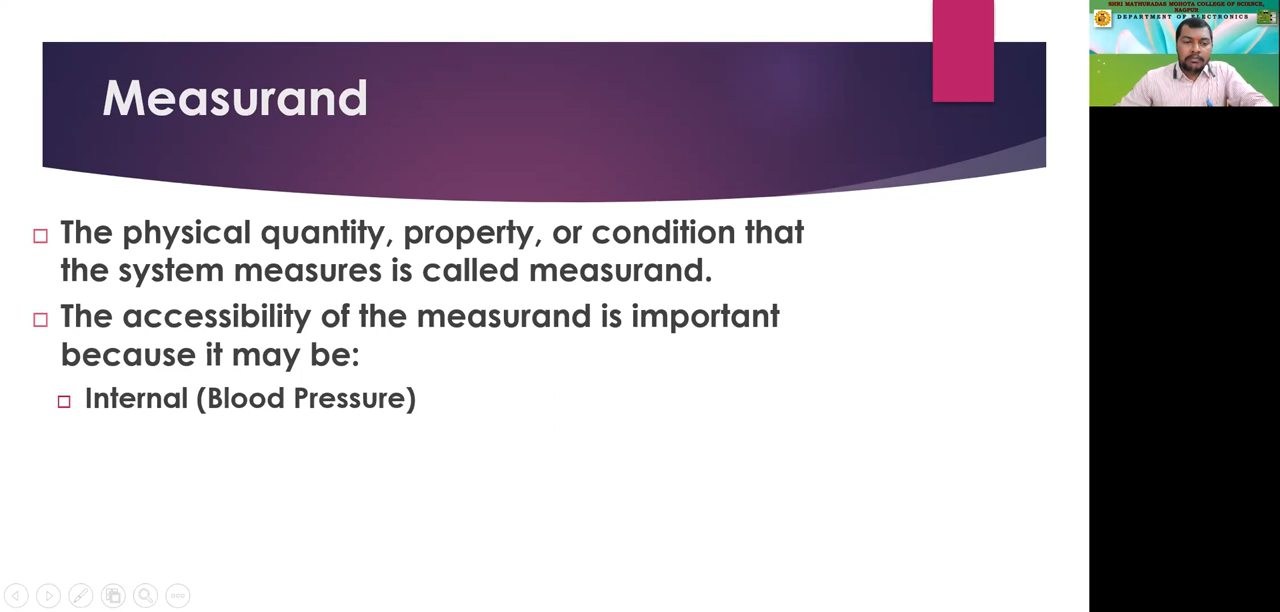 Measurand
The physical quantity, property, or condition that
the system measures is called measurand.
The accessibility of the measurand is important
because it may be:
Internal (Blood Pressure)
SHRI MATHURADAS MOHOTA COLLEGE OF SCIENCE,
NAGPUR
DEPARTMENT OF ELECTRONICS